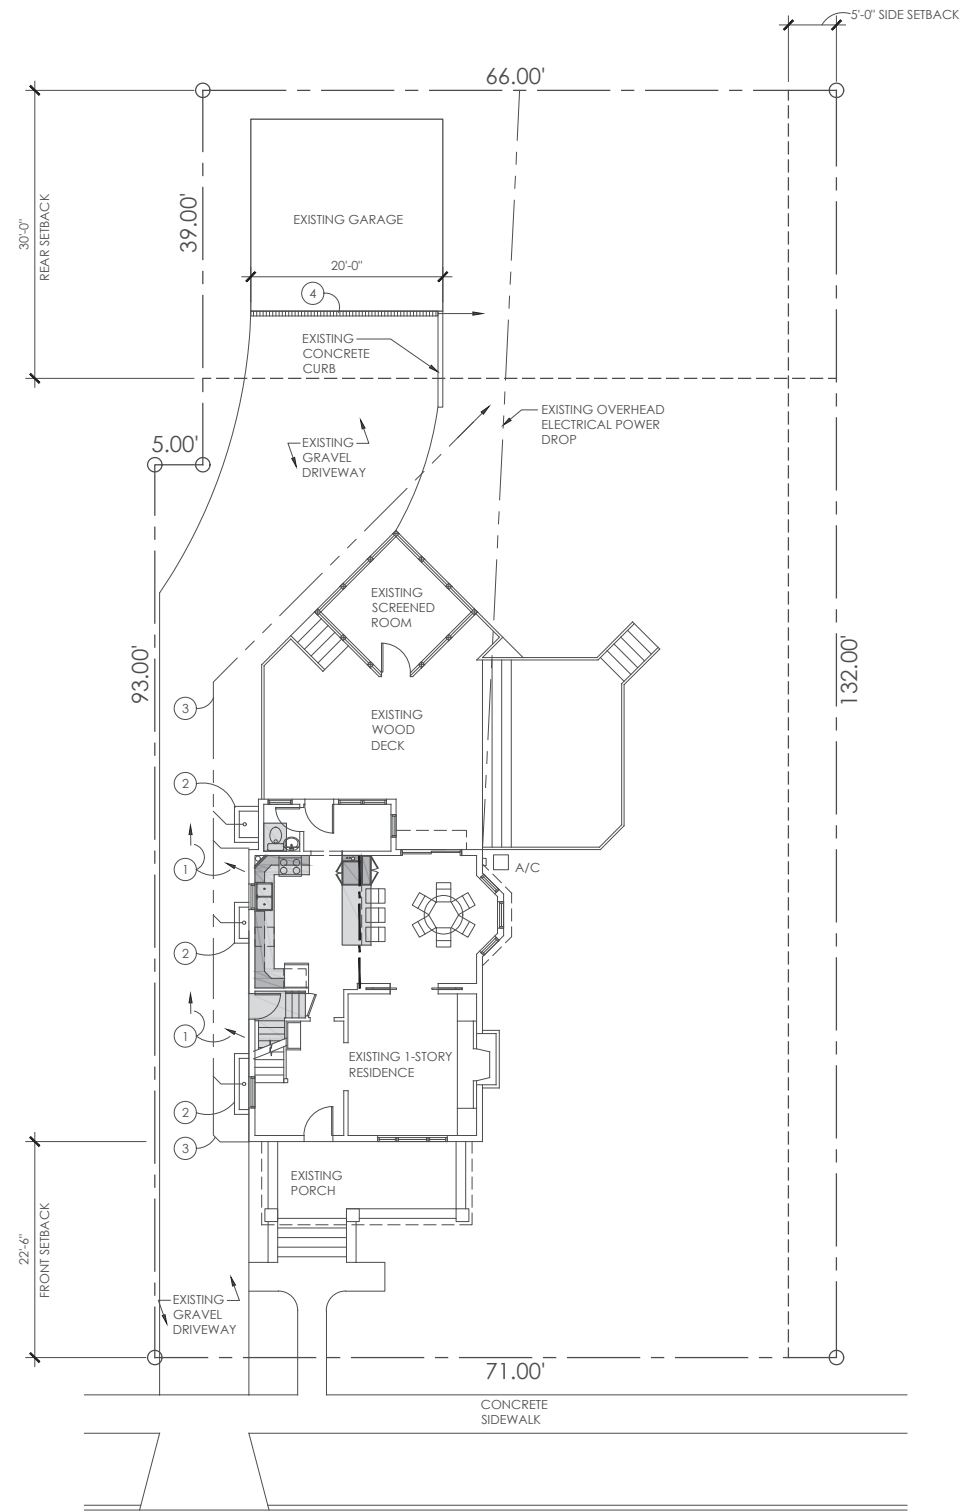 5'-0" SIDE SETBACK
66.00'
39.00'
30'-0"
REAR SETBACK
EXISTING GARAGE
20'-0"
4
EXISTING
CONCRETE
CURB
EXISTING OVERHEAD
ELECTRICAL POWER
DROP
5.00'
EXISTING
GRAVEL
DRIVEWAY
EXISTING
SCREENED
ROOM
93.00'
132.00'
3
EXISTING
WOOD
DECK
2
1
A/C
2
1
EXISTING 1-STORY
RESIDENCE
2
3
EXISTING
PORCH
22'-6"
FRONT SETBACK
EXISTING
GRAVEL
DRIVEWAY
71.00'
CONCRETE
SIDEWALK